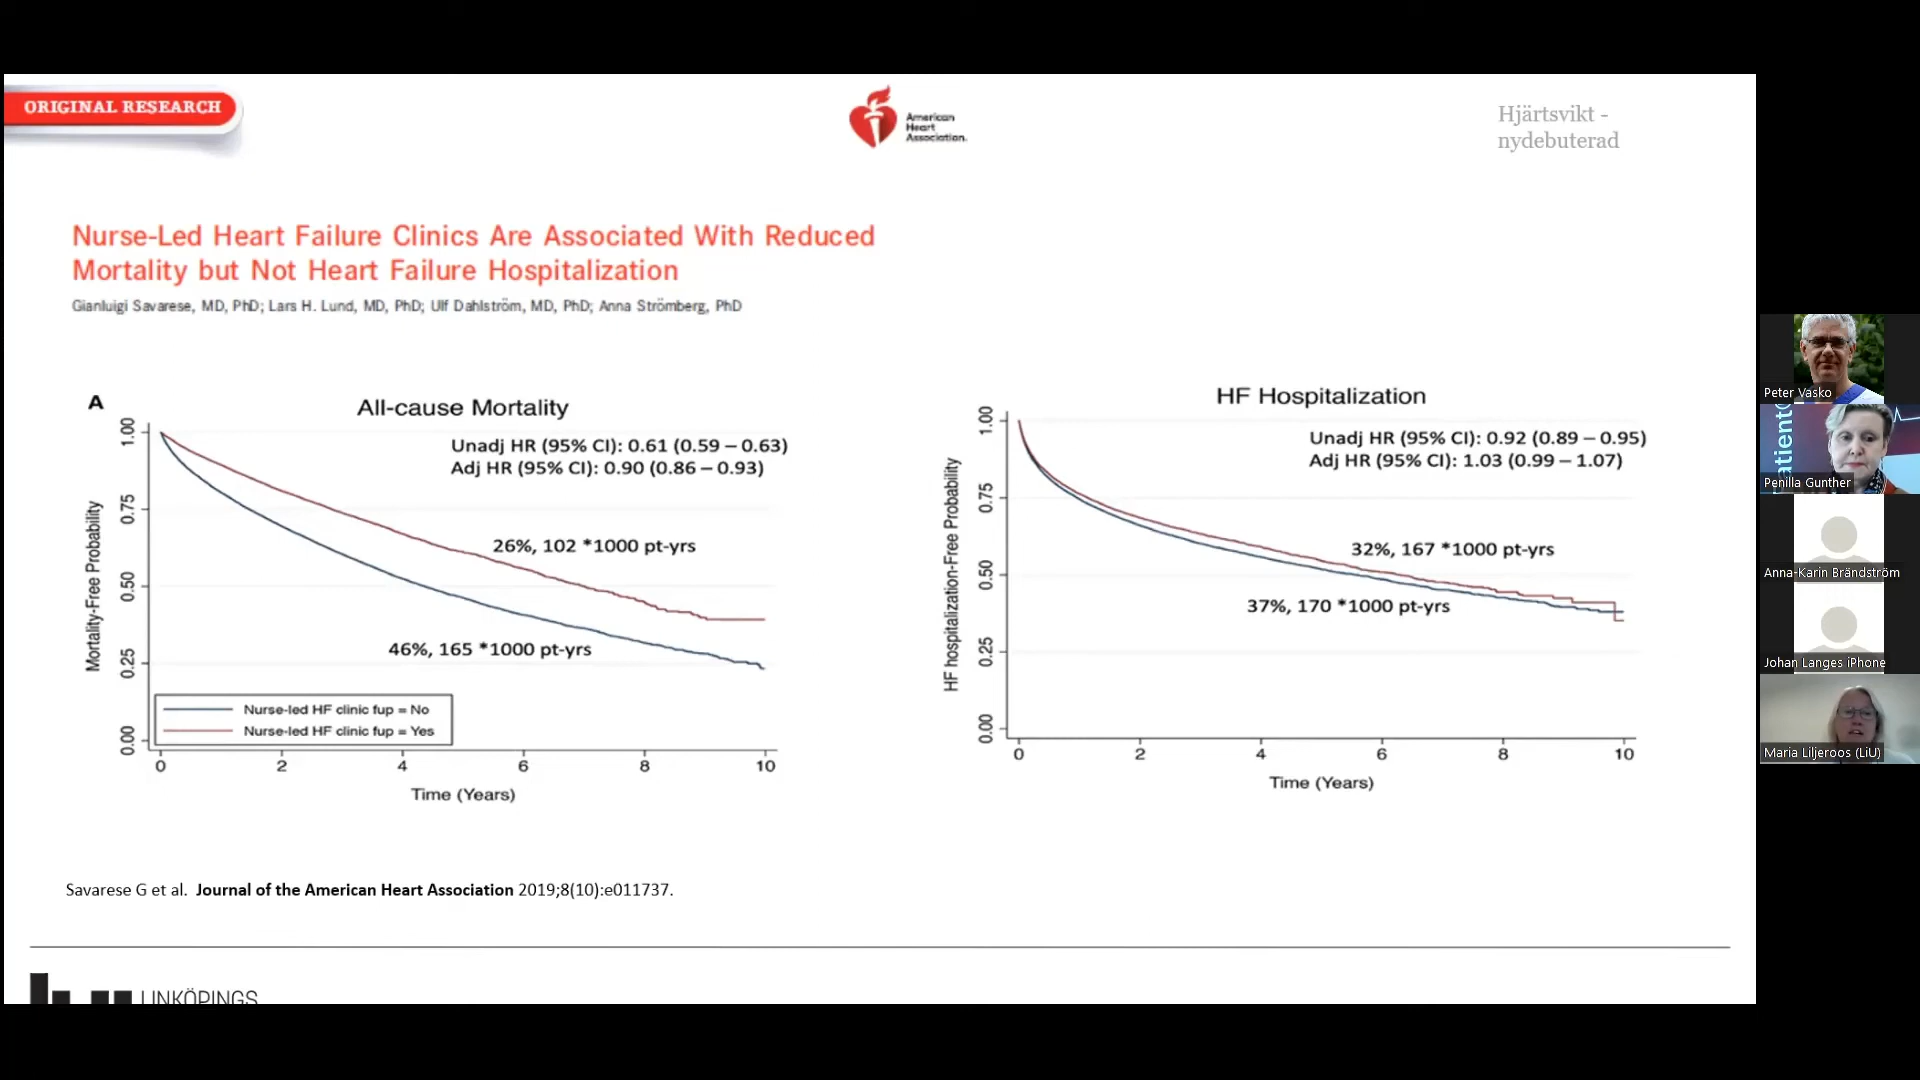 ORIGINAL RESEARCH
American
Heart
Association.
Hjärtsvikt -
nydebuterad
Nurse-Led Heart Failure Clinics Are Associated With Reduced
Mortality but Not Heart Failure Hospitalization
Gianluigi Savarese, MD, PhD; Lars H. Lund, MD, PhD; Ulf Dahlström, MD, PhD; Anna Strömberg, PhD
A
All-cause Mortality
Unadj HR (95% CI): 0.61 (0.59 – 0.63)
Adj HR (95% CI): 0.90 (0.86 – 0.93)
26%, 102 *1000 pt-yrs
46%, 165 *1000 pt-yrs
Mortality-Free Probability
1.00
0.75
0.50
0.25
0.00
Nurse-led HF clinic fup = No
Nurse-led HF clinic fup = Yes
0 2 4 6 8 10
Time (Years)
HF Hospitalization
Unadj HR (95% CI): 0.92 (0.89 – 0.95)
Adj HR (95% CI): 1.03 (0.99 – 1.07)
32%, 167 *1000 pt-yrs
37%, 170 *1000 pt-yrs
HF hospitalization-Free Probability
1.00
0.75
0.50
0.25
0.00
0 2 4 6 8 10
Time (Years)
Savarese G et al. Journal of the American Heart Association 2019;8(10):e011737.
LINKÖPINGS
Peter Vasko
Penilla Gunther
Anna-Karin Brändström
Johan Langes iPhone
Maria Liljeroos (LiU)